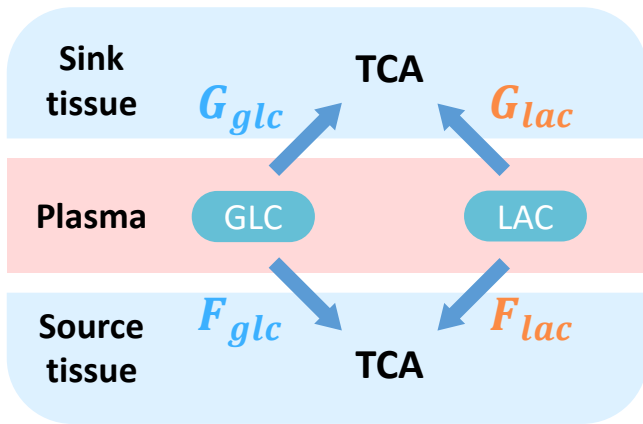 Sink
tissue
TCA
G_glc
G_lac
Plasma
GLC
LAC
Source
tissue
F_glc
F_lac
TCA